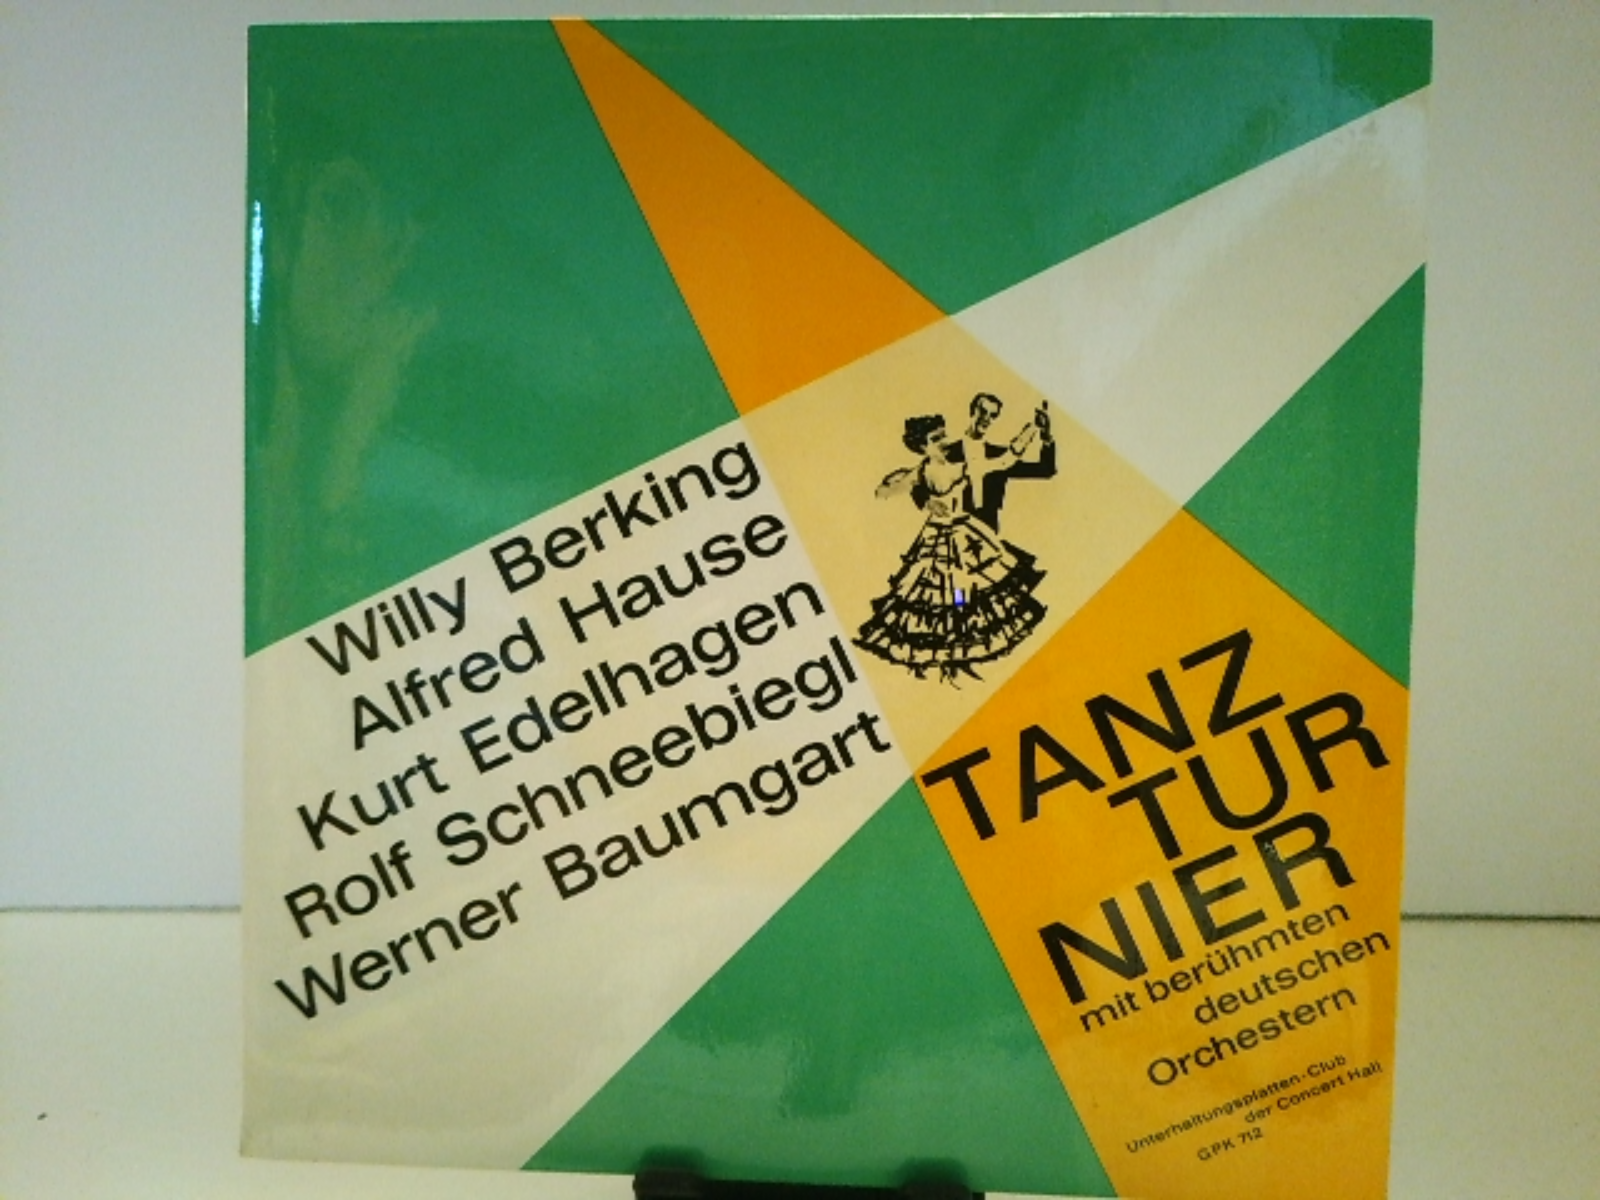 Willy Berking
Alfred Hause
Kurt Edelhagen
Rolf Schneebiegl
Werner Baumgart
TANZ
TUR
NIER
mit berühmten
deutschen
Orchestern
Unterhaltungsplatten-Club
der Concert Hall
GPK 712